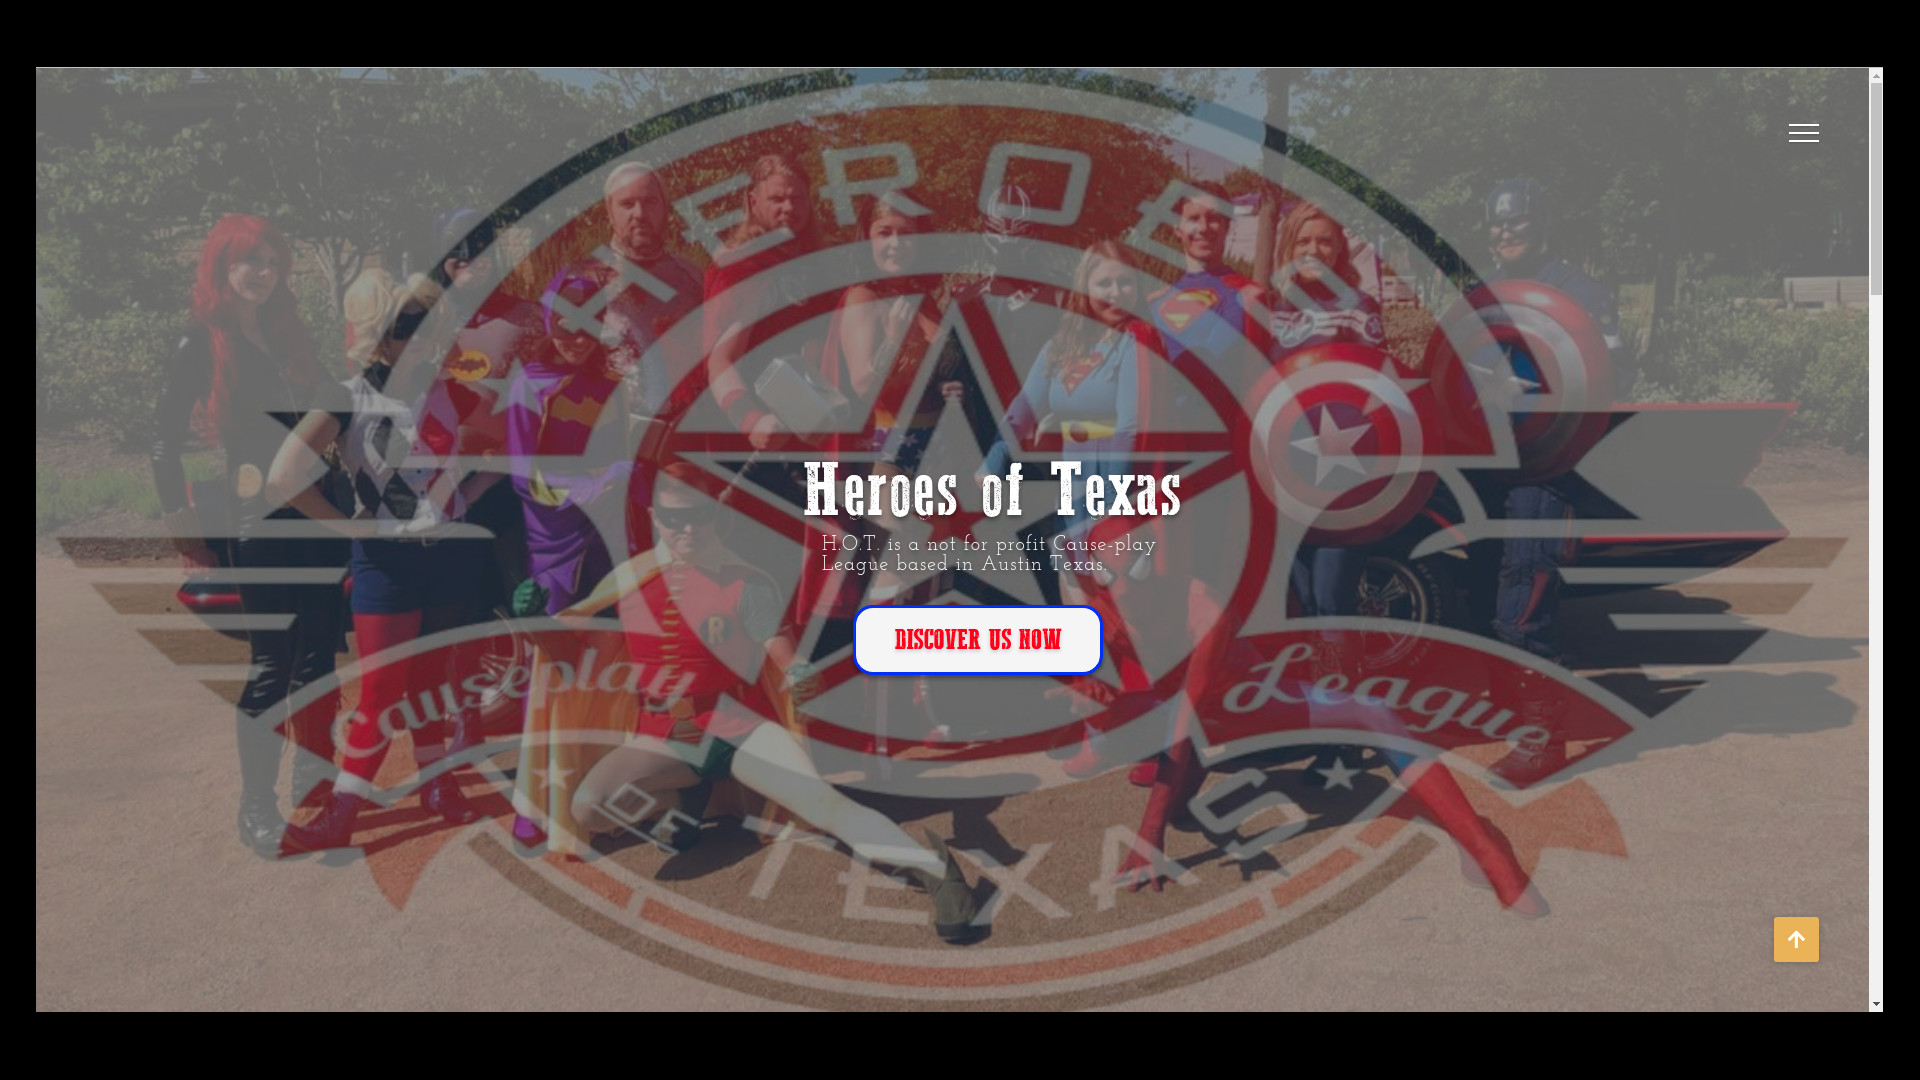 HEROES
Heroes of Texas
H.O.T. is a not for profit Cause-play
League based in Austin Texas.
DISCOVER US NOW
Causeplay League
OF TEXAS